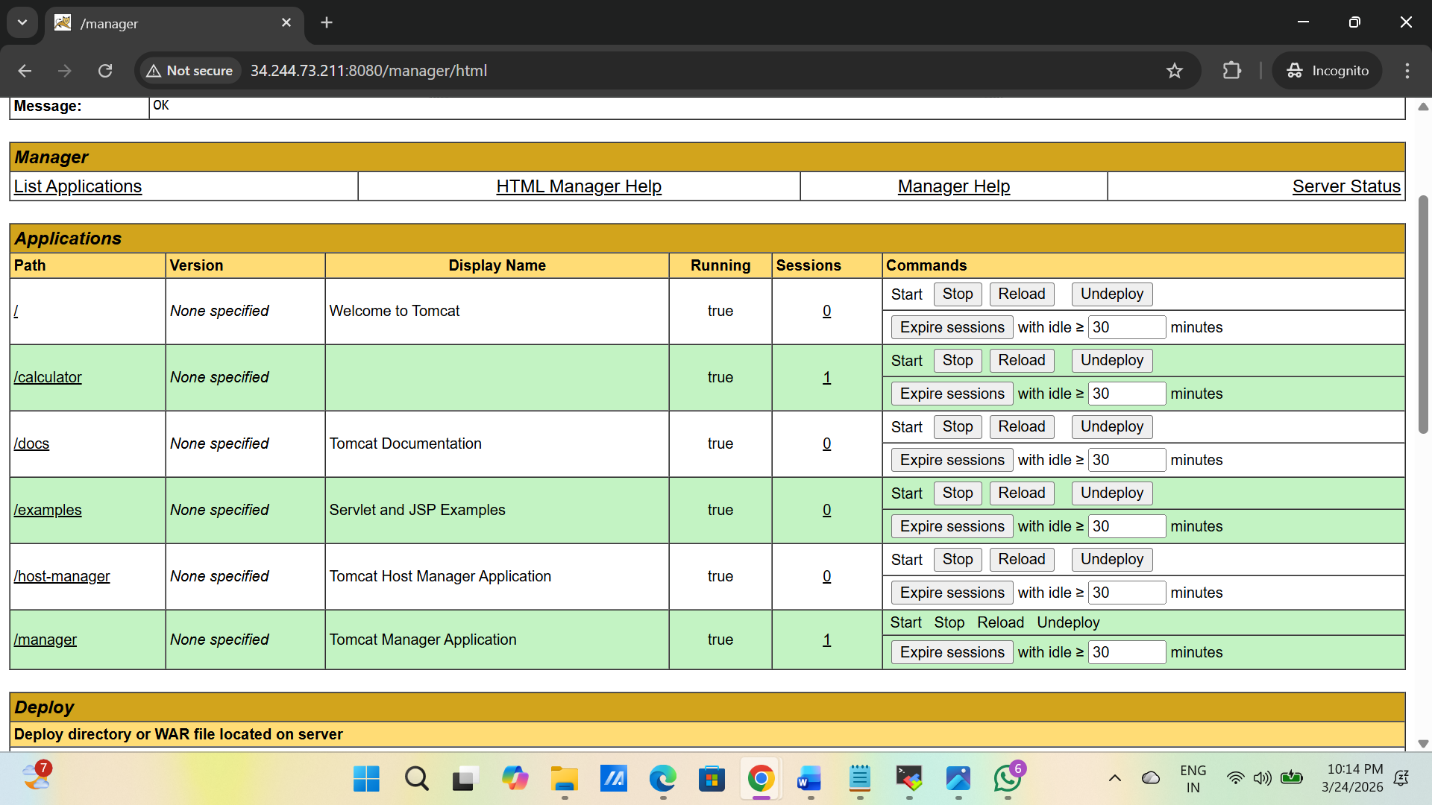 /manager
Not secure
34.244.73.211:8080/manager/html
Incognito
Message: OK
Manager
List Applications HTML Manager Help Manager Help Server Status
Applications
Path Version Display Name Running Sessions Commands
/ None specified Welcome to Tomcat true 0 Start Stop Reload Undeploy
Expire sessions with idle ≥ 30 minutes
/calculator None specified true 1 Start Stop Reload Undeploy
Expire sessions with idle ≥ 30 minutes
/docs None specified Tomcat Documentation true 0 Start Stop Reload Undeploy
Expire sessions with idle ≥ 30 minutes
/examples None specified Servlet and JSP Examples true 0 Start Stop Reload Undeploy
Expire sessions with idle ≥ 30 minutes
/host-manager None specified Tomcat Host Manager Application true 0 Start Stop Reload Undeploy
Expire sessions with idle ≥ 30 minutes
/manager None specified Tomcat Manager Application true 1 Start Stop Reload Undeploy
Expire sessions with idle ≥ 30 minutes
Deploy
Deploy directory or WAR file located on server
7
6
ENG
IN
10:14 PM
3/24/2026